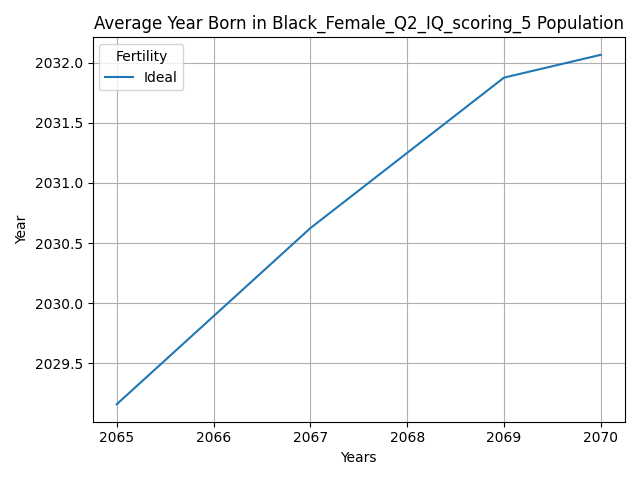 Average Year Born in Black_Female_Q2_IQ_scoring_5 Population
Fertility
Ideal
2032.0
2031.5
2031.0
2030.5
2030.0
2029.5
Year
2065 2066 2067 2068 2069 2070
Years